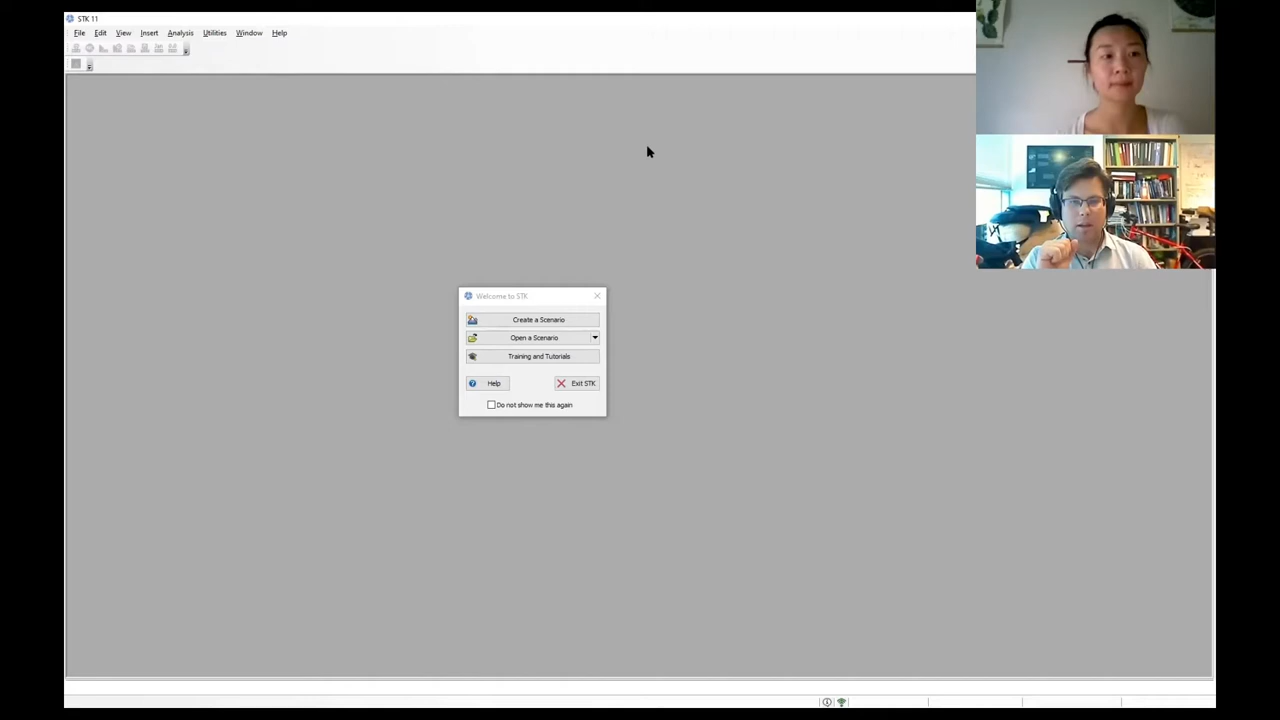 STK 11
File Edit View Insert Analysis Utilities Window Help
Welcome to STK
Create a Scenario
Open a Scenario
Training and Tutorials
Help Exit STK
Do not show me this again